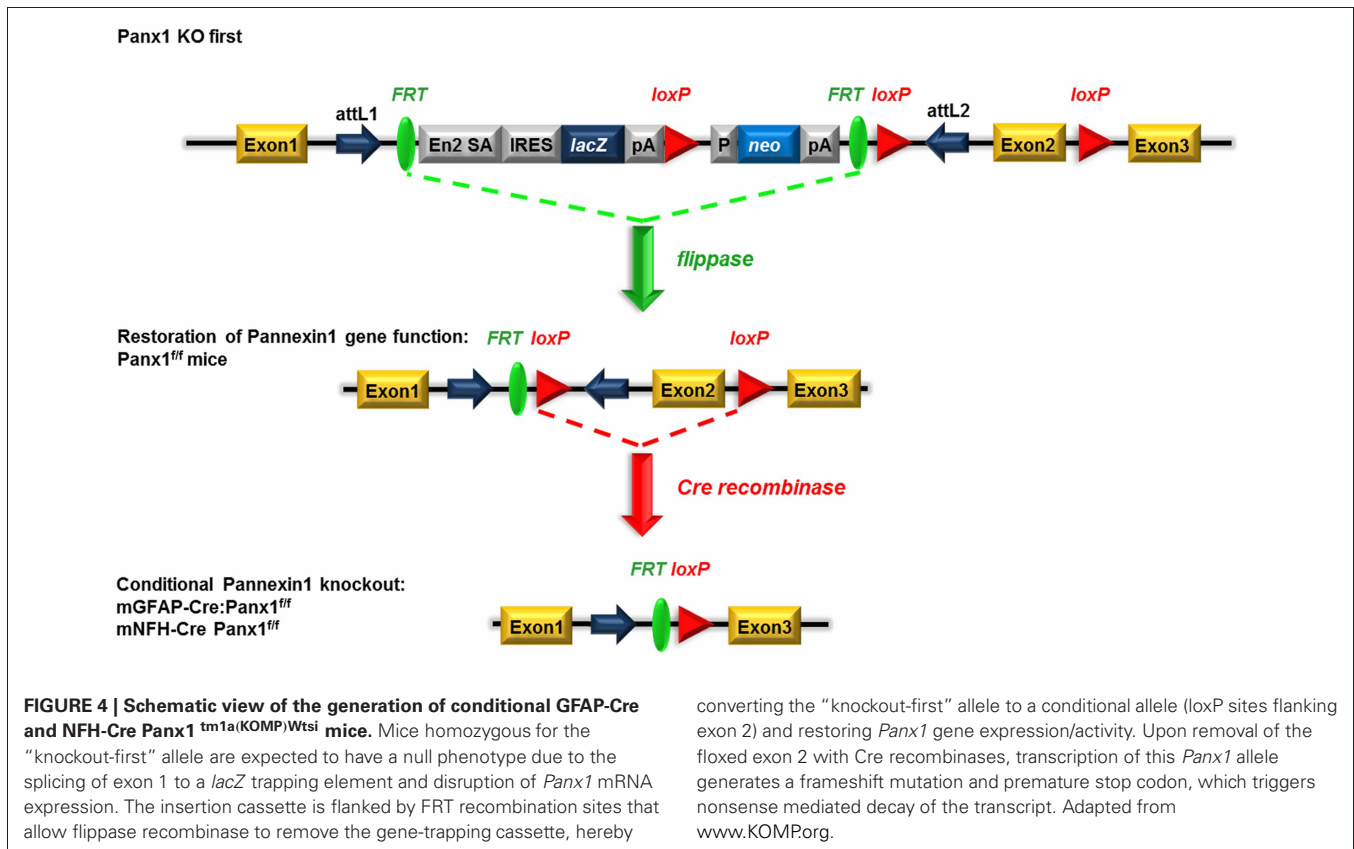 Panx1 KO first
FRT loxP FRT loxP loxP
attL1 attL2
Exon1 En2 SA IRES lacZ pA P neo pA Exon2 Exon3
flippase
Restoration of Pannexin1 gene function:
Panx1f/f mice
FRT loxP loxP
Exon1 Exon2 Exon3
Cre recombinase
Conditional Pannexin1 knockout:
mGFAP-Cre:Panx1f/f
mNFH-Cre Panx1f/f
FRT loxP
Exon1 Exon3
FIGURE 4 | Schematic view of the generation of conditional GFAP-Cre
and NFH-Cre Panx1 tm1a(KOMP)Wtsi mice. Mice homozygous for the
“knockout-first” allele are expected to have a null phenotype due to the
splicing of exon 1 to a lacZ trapping element and disruption of Panx1 mRNA
expression. The insertion cassette is flanked by FRT recombination sites that
allow flippase recombinase to remove the gene-trapping cassette, hereby
converting the “knockout-first” allele to a conditional allele (loxP sites flanking
exon 2) and restoring Panx1 gene expression/activity. Upon removal of the
floxed exon 2 with Cre recombinases, transcription of this Panx1 allele
generates a frameshift mutation and premature stop codon, which triggers
nonsense mediated decay of the transcript. Adapted from
www.KOMP.org.